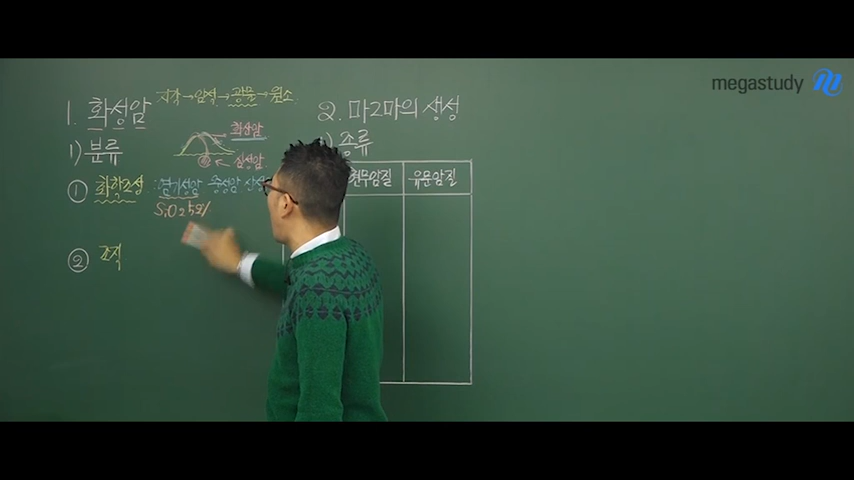 megastudy
지각→암석→광물→원소
1. 화성암
1) 분류
화산암
심성암
① 화학조성 : 염기성암 중성암 산성
SiO2 52%
② 조직
2. 마그마의 생성
종류
현무암질 유문암질